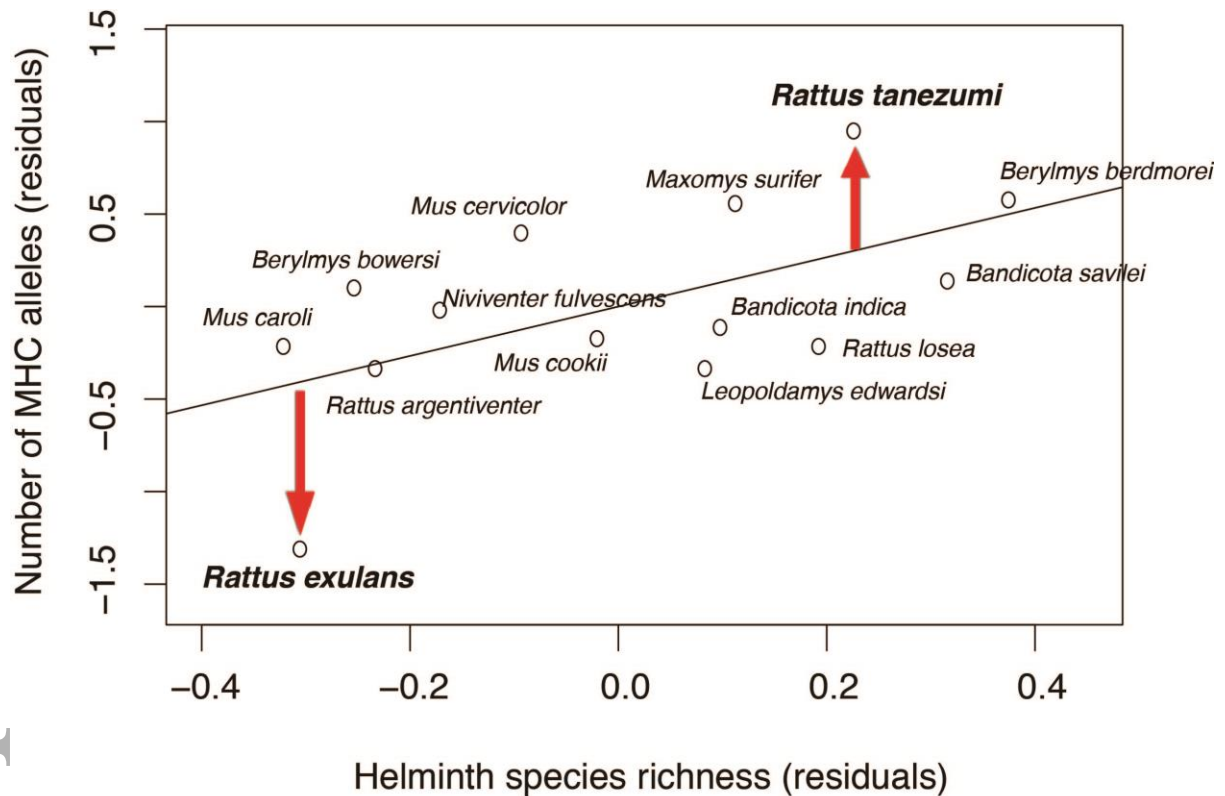 Number of MHC alleles (residuals)
1.5
0.5
−0.5
−1.5
Rattus tanezumi
Maxomys surifer
Berylmys berdmorei
Mus cervicolor
Berylmys bowersi
Bandicota savilei
Niviventer fulvescens
Bandicota indica
Mus caroli
Rattus losea
Mus cookii
Leopoldamys edwardsi
Rattus argentiventer
Rattus exulans
−0.4 −0.2 0.0 0.2 0.4
Helminth species richness (residuals)